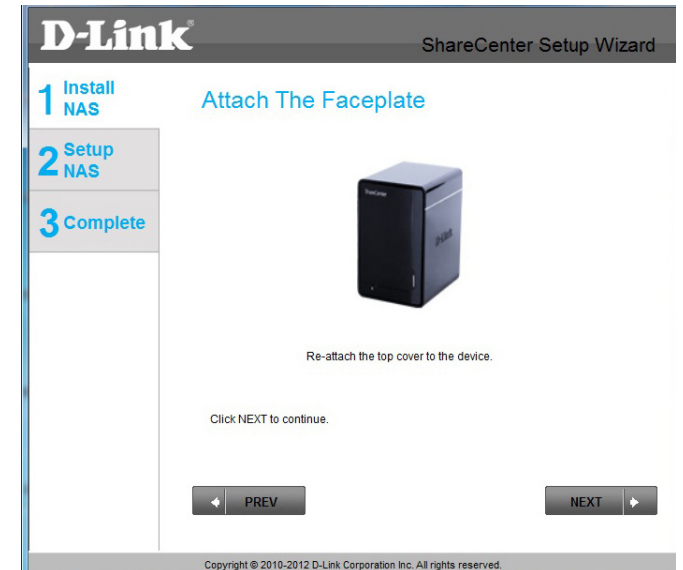 D-Link®
ShareCenter Setup Wizard
1 Install
NAS
2 Setup
NAS
3 Complete
Attach The Faceplate
D-Link
Re-attach the top cover to the device.
Click NEXT to continue.
PREV
NEXT
Copyright © 2010-2012 D-Link Corporation Inc. All rights reserved.